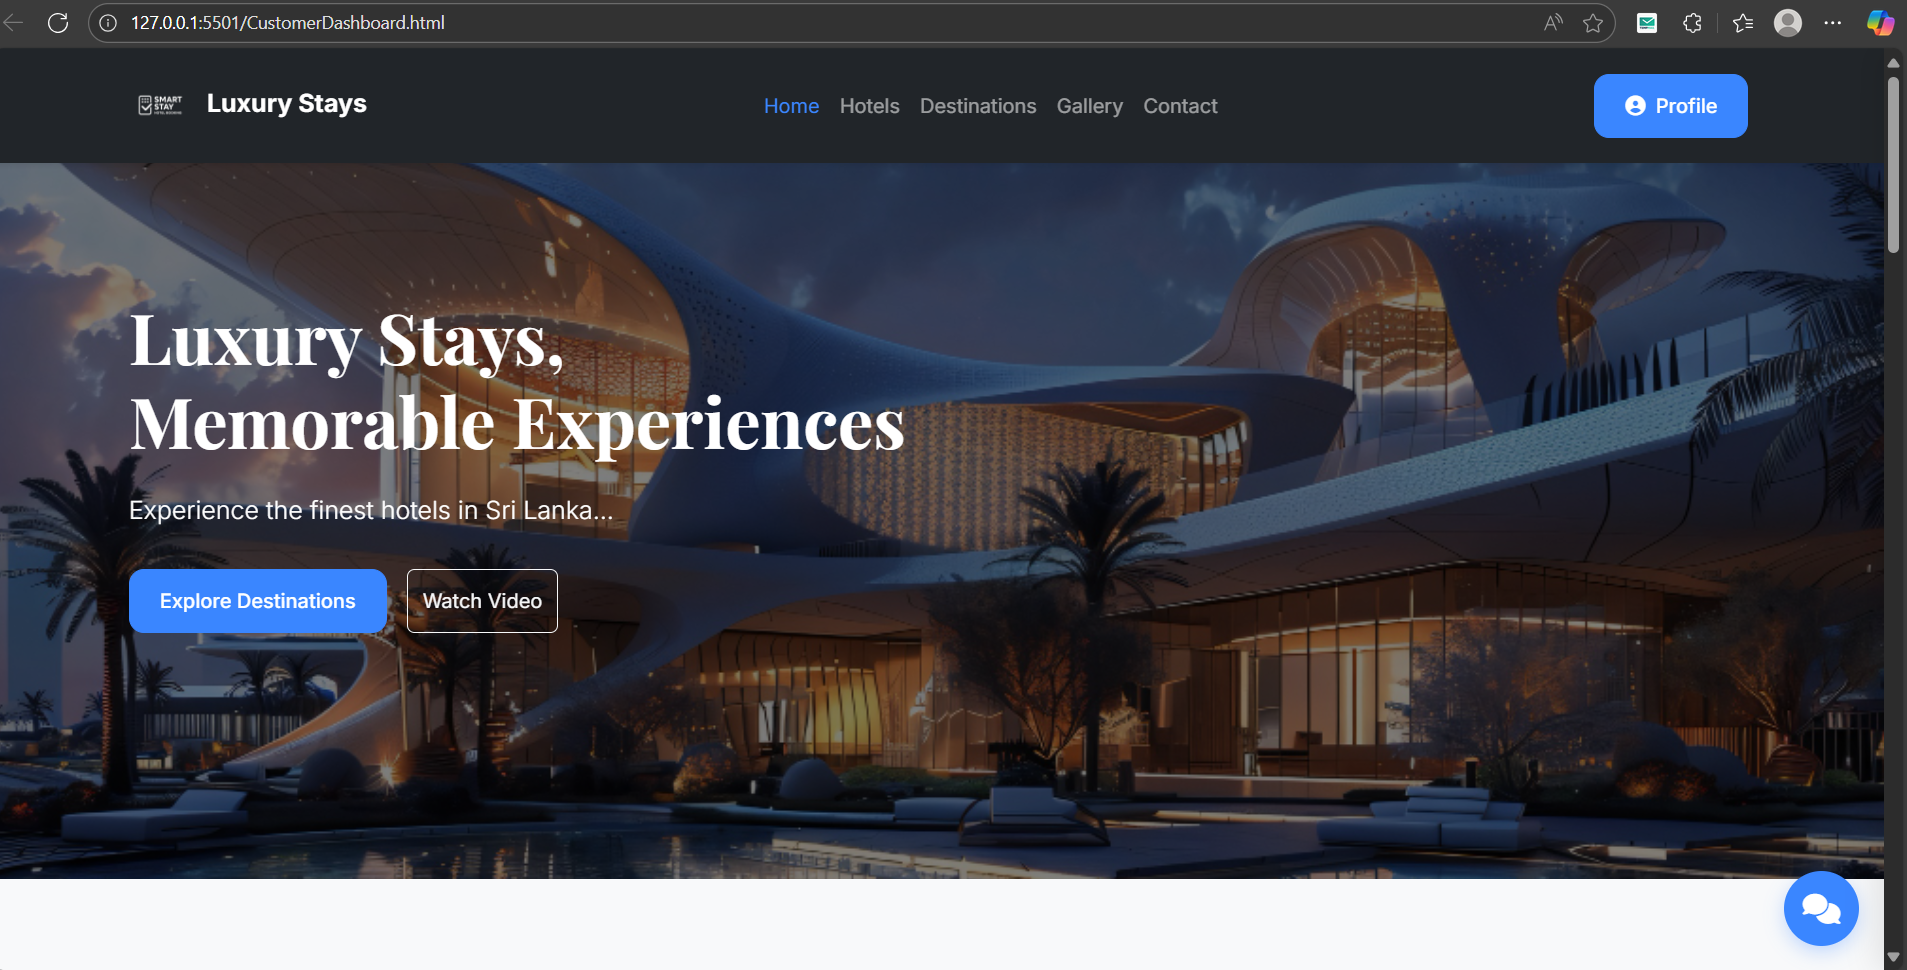 127.0.0.1:5501/CustomerDashboard.html
SMART
STAY
Luxury Stays
Home Hotels Destinations Gallery Contact
Profile
Luxury Stays,
Memorable Experiences
Experience the finest hotels in Sri Lanka...
Explore Destinations
Watch Video